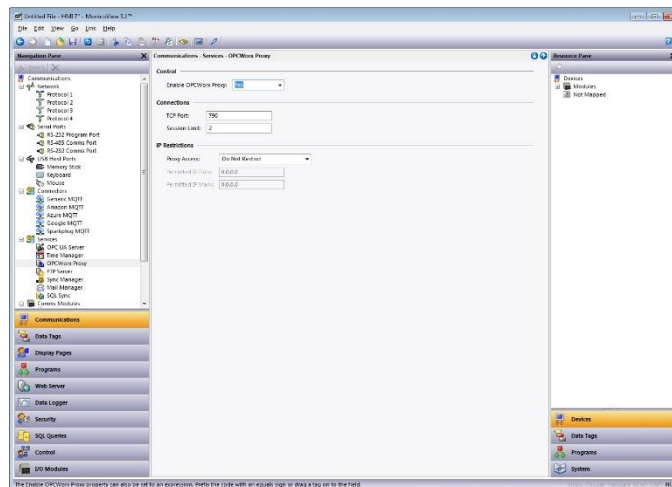 Untitled File - HMI 7" - MonicoView 3.2™
File Edit View Go Link Help
Navigation Pane
Communications
Network
Protocol 1
Protocol 2
Protocol 3
Protocol 4
Serial Ports
RS-232 Program Port
RS-485 Comms Port
RS-232 Comms Port
USB Host Ports
Memory Stick
Keyboard
Mouse
Connectors
Generic MQTT
Amazon MQTT
Azure MQTT
Google MQTT
Sparkplug MQTT
Services
OPC UA Server
Time Manager
OPCWorx Proxy
FTP Server
Sync Manager
Mail Manager
SQL Sync
Comms Modules
Communications
Data Tags
Display Pages
Programs
Web Server
Data Logger
Security
SQL Queries
Control
I/O Modules
Communications - Services - OPCWorx Proxy
Control
Enable OPCWorx Proxy: Yes
Connections
TCP Port: 790
Session Limit: 2
IP Restrictions
Proxy Access: Do Not Restrict
Permitted IP Data: 0.0.0.0
Permitted IP Mask: 0.0.0.0
Resource Pane
Devices
Modules
Not Mapped
Devices
Data Tags
Programs
System
The Enable OPCWorx Proxy property can also be set to an expression. Prefix the code with an equals sign or drag a tag on to the field.